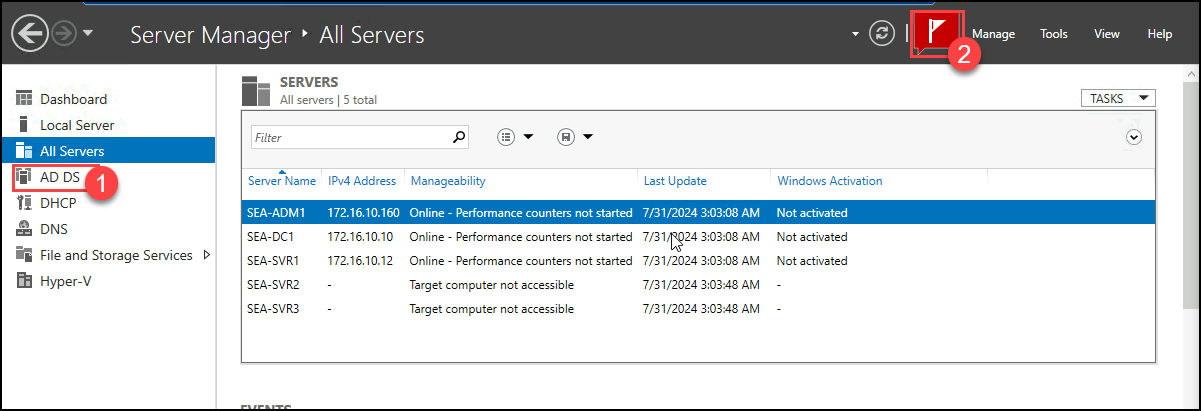 Server Manager ‣ All Servers
2
Manage Tools View Help
Dashboard
Local Server
All Servers
AD DS 1
DHCP
DNS
File and Storage Services
Hyper-V
SERVERS
All servers | 5 total
TASKS
Filter
Server Name IPv4 Address Manageability Last Update Windows Activation
SEA-ADM1 172.16.10.160 Online - Performance counters not started 7/31/2024 3:03:08 AM Not activated
SEA-DC1 172.16.10.10 Online - Performance counters not started 7/31/2024 3:03:08 AM Not activated
SEA-SVR1 172.16.10.12 Online - Performance counters not started 7/31/2024 3:03:08 AM Not activated
SEA-SVR2 - Target computer not accessible 7/31/2024 3:03:48 AM -
SEA-SVR3 - Target computer not accessible 7/31/2024 3:03:48 AM -
EVENTS